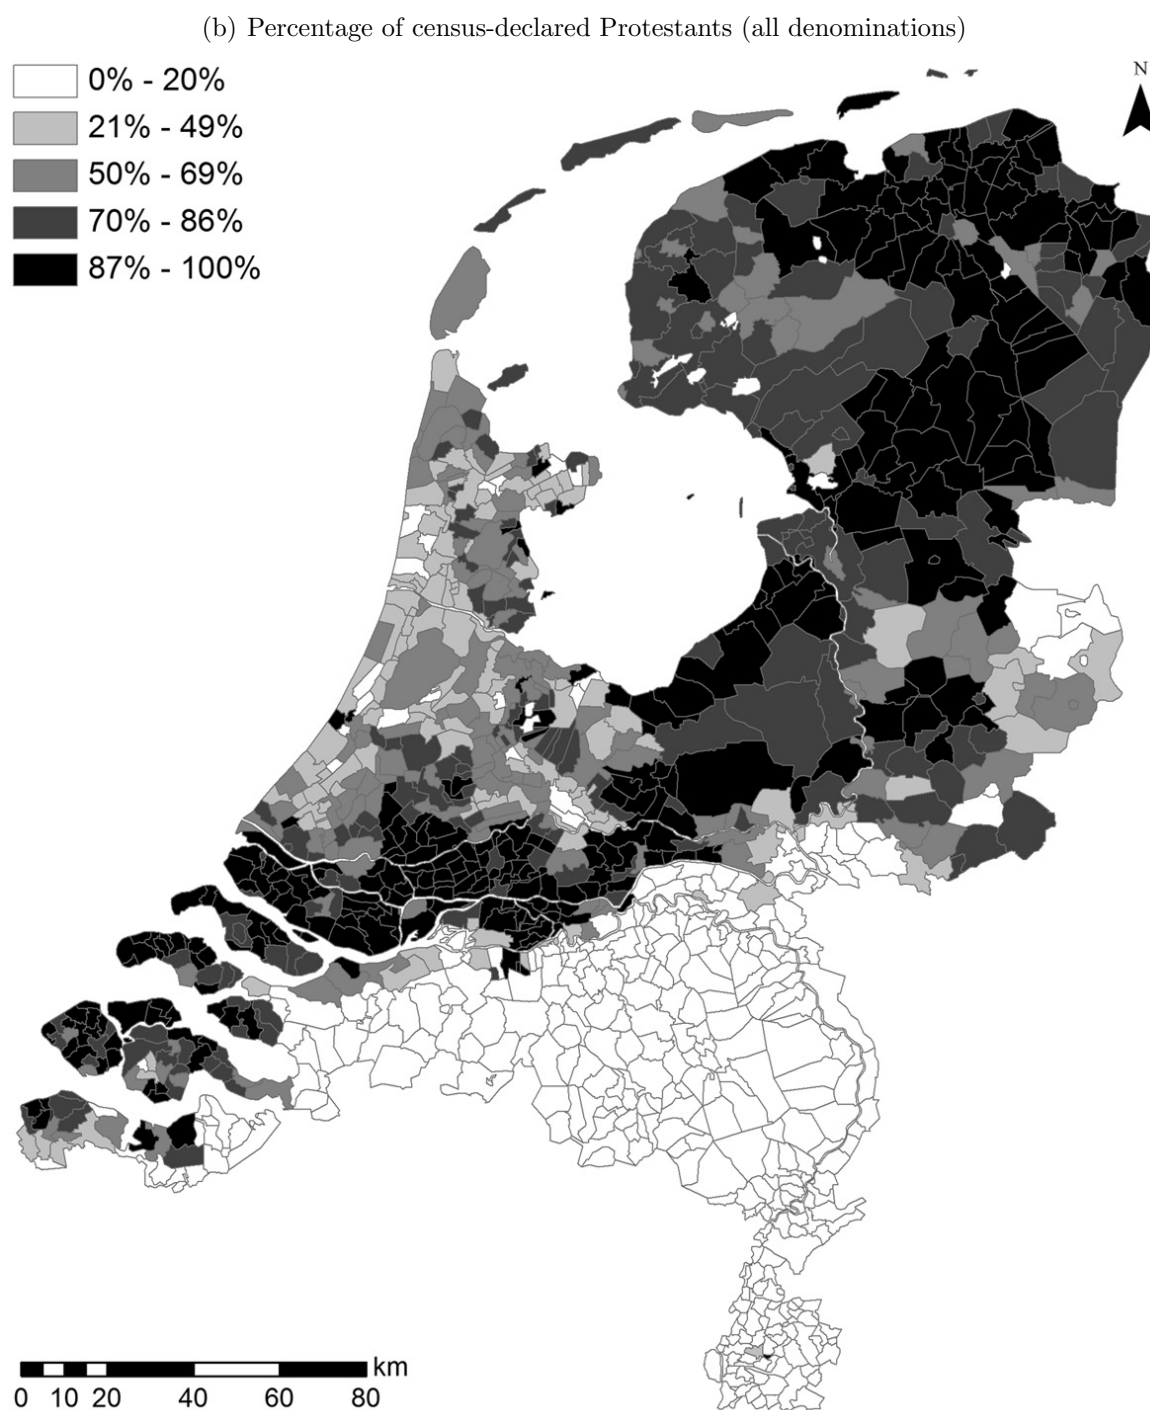 (b) Percentage of census-declared Protestants (all denominations)
0% - 20%
21% - 49%
50% - 69%
70% - 86%
87% - 100%
N
km
0 10 20 40 60 80